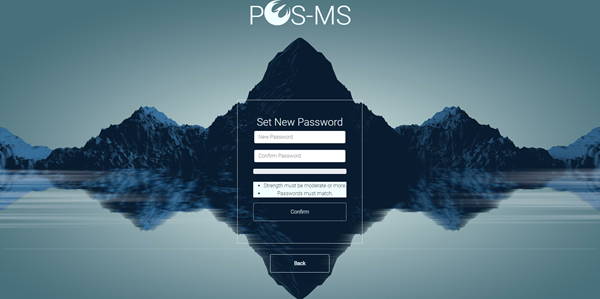 POS-MS
Set New Password
New Password
Confirm Password
• Strength must be moderate or more
• Passwords must match.
Confirm
Back